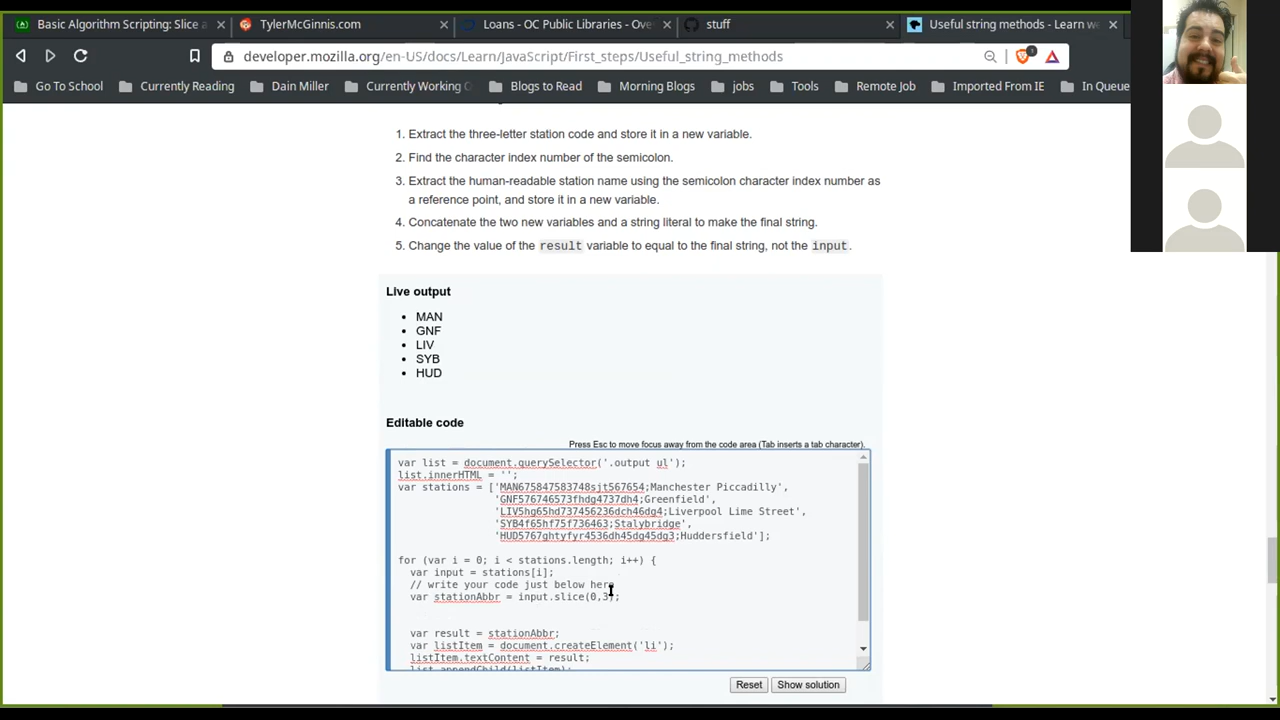 Basic Algorithm Scripting: Slice a
TylerMcGinnis.com
Loans - OC Public Libraries - Ove
stuff
Useful string methods - Learn we
developer.mozilla.org/en-US/docs/Learn/JavaScript/First_steps/Useful_string_methods
1
Go To School
Currently Reading
Dain Miller
Currently Working O
Blogs to Read
Morning Blogs
jobs
Tools
Remote Job
Imported From IE
In Queue
1. Extract the three-letter station code and store it in a new variable.
2. Find the character index number of the semicolon.
3. Extract the human-readable station name using the semicolon character index number as
a reference point, and store it in a new variable.
4. Concatenate the two new variables and a string literal to make the final string.
5. Change the value of the result variable to equal to the final string, not the input.
Live output
• MAN
• GNF
• LIV
• SYB
• HUD
Editable code
Press Esc to move focus away from the code area (Tab inserts a tab character).
var list = document.querySelector('.output ul');
list.innerHTML = '';
var stations = ['MAN675847583748sjt567654;Manchester Piccadilly',
'GNF576746573fhdg4737dh4;Greenfield',
'LIV5hg65hd737456236dch46dg4;Liverpool Lime Street',
'SYB4f65hf75f736463;Stalybridge',
'HUD5767ghtyfyr4536dh45dg45dg3;Huddersfield'];
for (var i = 0; i < stations.length; i++) {
var input = stations[i];
// write your code just below here
var stationAbbr = input.slice(0,3);
var result = stationAbbr;
var listItem = document.createElement('li');
listItem.textContent = result;
list.appendChild(listItem);
Reset
Show solution